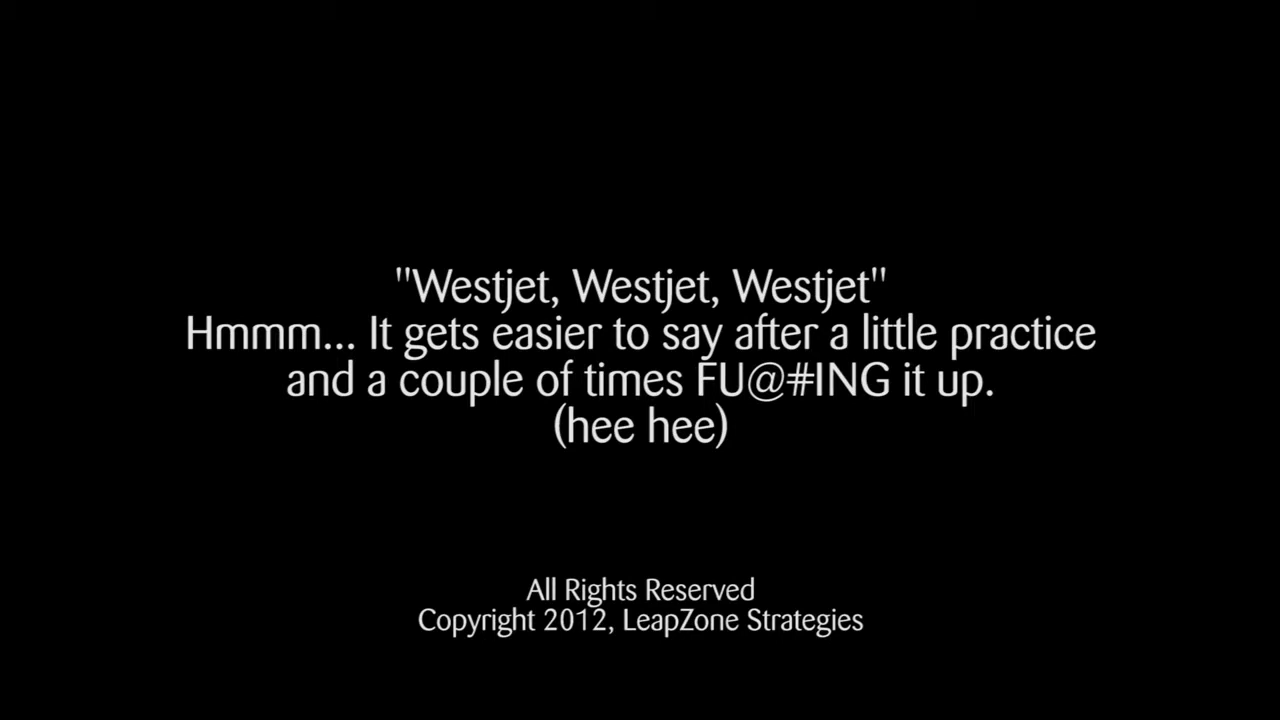 "Westjet, Westjet, Westjet"
Hmmm... It gets easier to say after a little practice
and a couple of times FU@#ING it up.
(hee hee)
All Rights Reserved
Copyright 2012, LeapZone Strategies